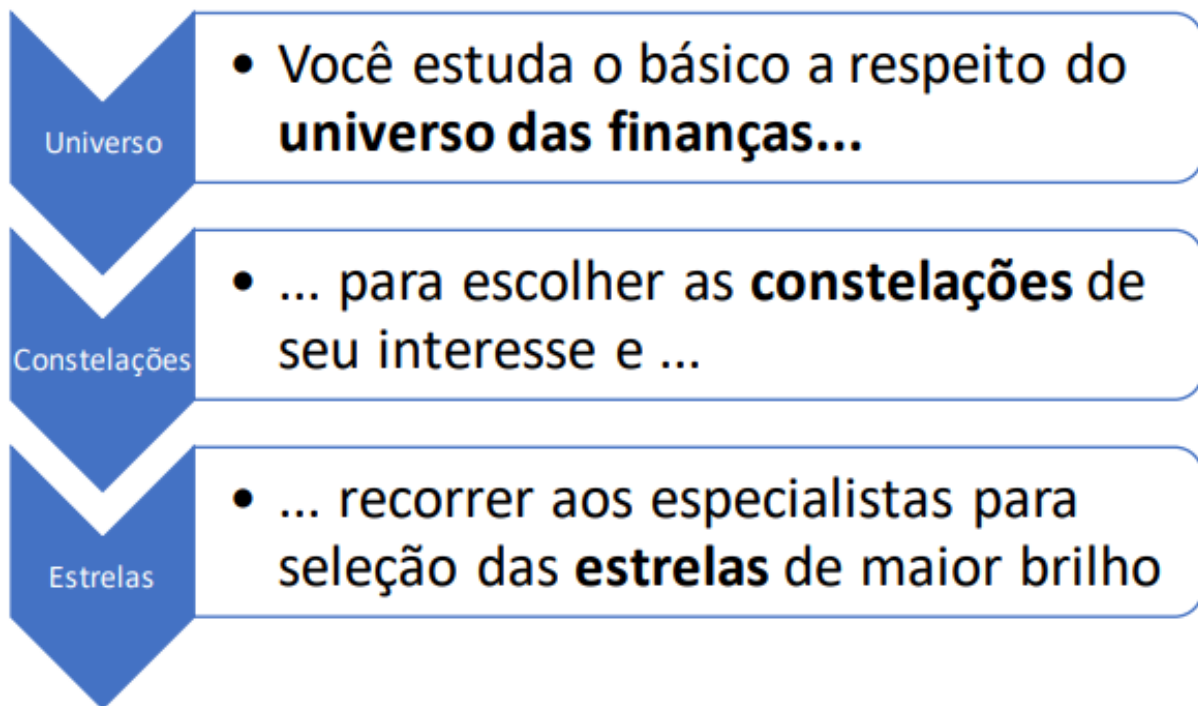 Universo
• Você estuda o básico a respeito do
universo das finanças...
Constelações
• ... para escolher as constelações de
seu interesse e ...
Estrelas
• ... recorrer aos especialistas para
seleção das estrelas de maior brilho